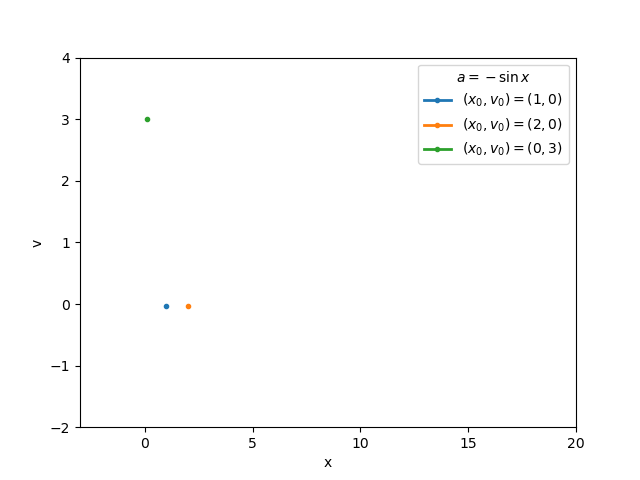 a = − sin x
(x₀, v₀) = (1, 0)
(x₀, v₀) = (2, 0)
(x₀, v₀) = (0, 3)
4
3
2
1
0
−1
−2
v
0 5 10 15 20
x